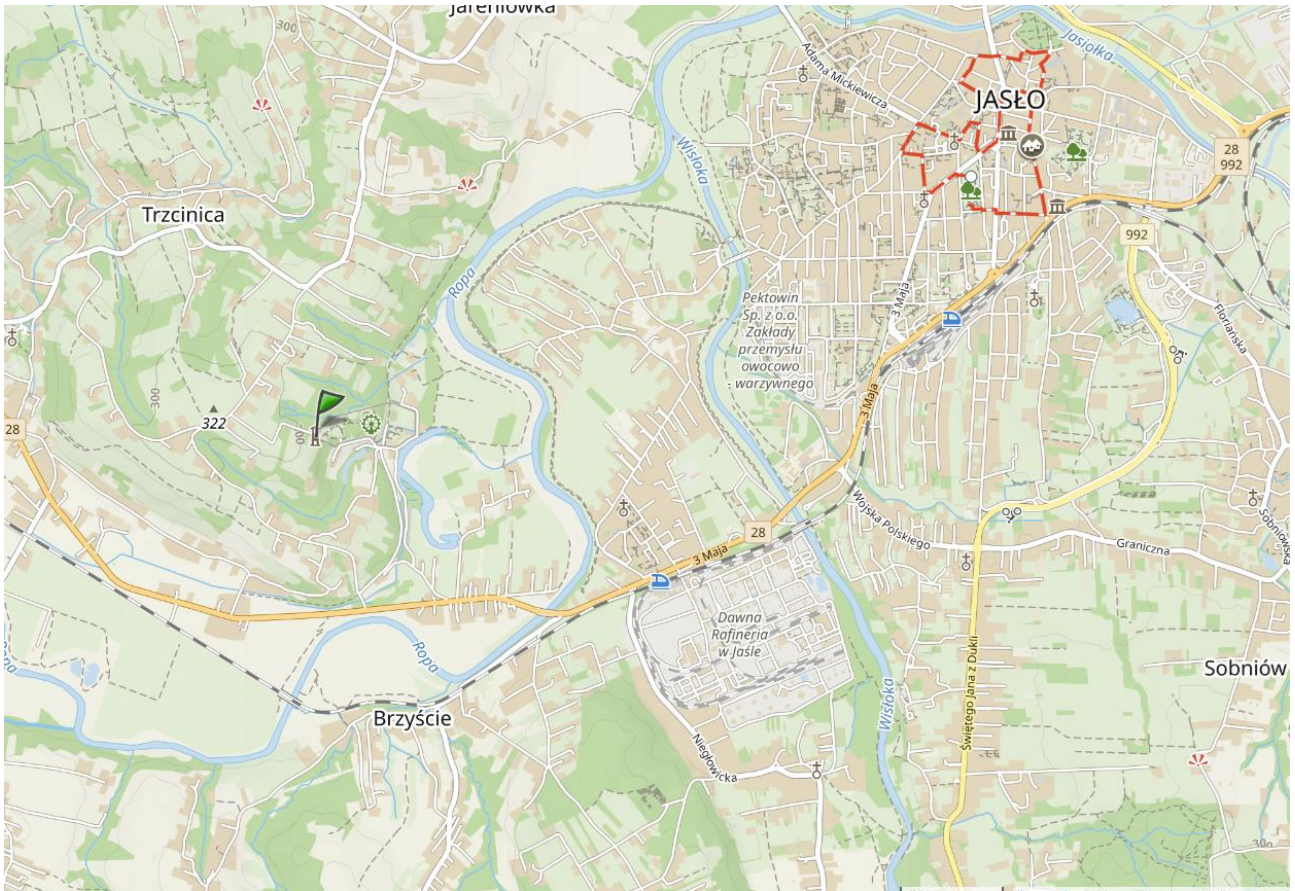 Jareniówka
300
Jasiołka
Adama Mickiewicza
JASŁO
Wisłoka
28
992
Trzcinica
992
Ropa
3 Maja
Floriańska
Pektowin
Sp. z o.o.
Zakłady
przemysłu
owocowo
warzywnego
300
322
3 Maja
28
Wojska Polskiego
28
Graniczna
Sobniowska
3 Maja
Dawna
Rafineria
w Jaśle
Ropa
Ropa
Świętego Jana z Dukli
Sobniów
Wisłoka
Brzyście
Niegłowicka